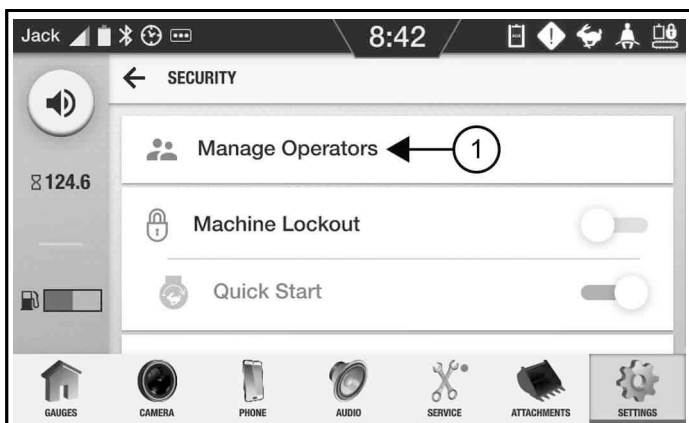 Jack 8:42
SECURITY
Manage Operators 1
124.6
Machine Lockout
Quick Start
GAUGES CAMERA PHONE AUDIO SERVICE ATTACHMENTS SETTINGS